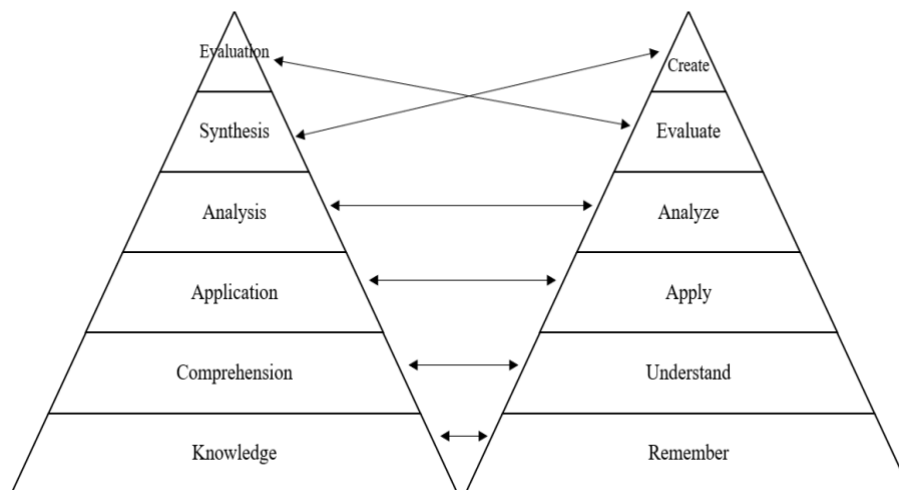 Evaluation
Create
Synthesis
Evaluate
Analysis
Analyze
Application
Apply
Comprehension
Understand
Knowledge
Remember